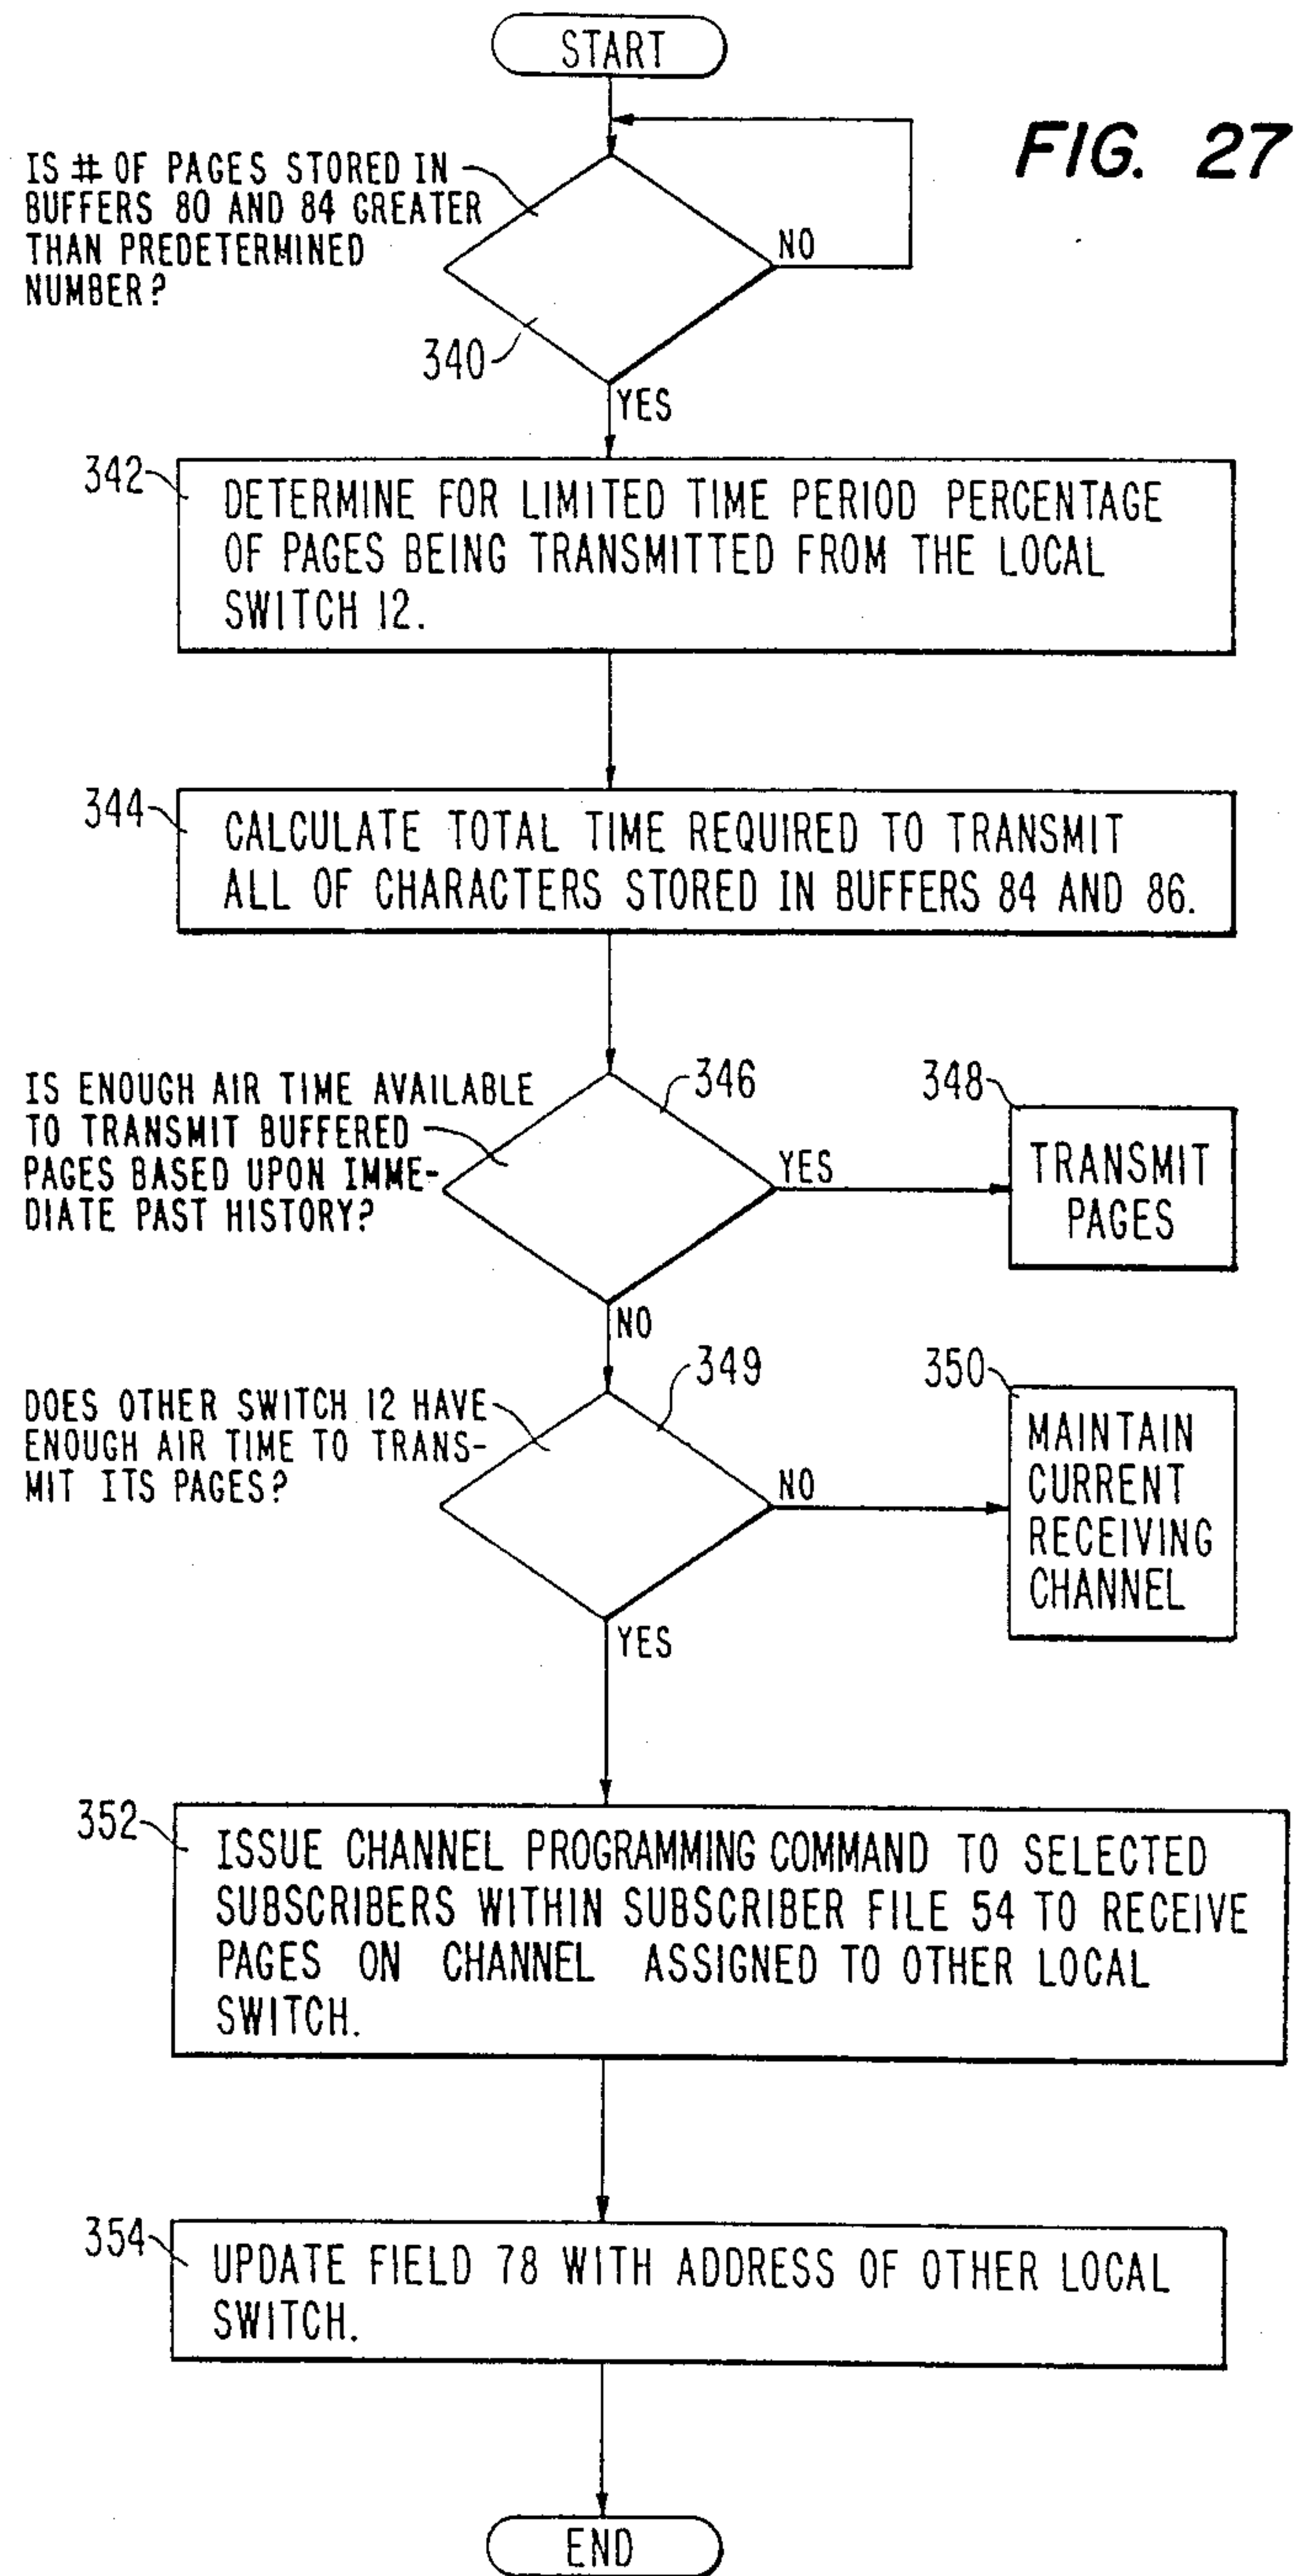 START
FIG. 27
IS # OF PAGES STORED IN
BUFFERS 80 AND 84 GREATER
THAN PREDETERMINED
NUMBER?
NO
340
YES
342
DETERMINE FOR LIMITED TIME PERIOD PERCENTAGE
OF PAGES BEING TRANSMITTED FROM THE LOCAL
SWITCH 12.
344
CALCULATE TOTAL TIME REQUIRED TO TRANSMIT
ALL OF CHARACTERS STORED IN BUFFERS 84 AND 86.
IS ENOUGH AIR TIME AVAILABLE
TO TRANSMIT BUFFERED
PAGES BASED UPON IMME-
DIATE PAST HISTORY?
346
YES
348
TRANSMIT
PAGES
NO
DOES OTHER SWITCH 12 HAVE
ENOUGH AIR TIME TO TRANS-
MIT ITS PAGES?
349
NO
350
MAINTAIN
CURRENT
RECEIVING
CHANNEL
YES
352
ISSUE CHANNEL PROGRAMMING COMMAND TO SELECTED
SUBSCRIBERS WITHIN SUBSCRIBER FILE 54 TO RECEIVE
PAGES ON CHANNEL ASSIGNED TO OTHER LOCAL
SWITCH.
354
UPDATE FIELD 78 WITH ADDRESS OF OTHER LOCAL
SWITCH.
END